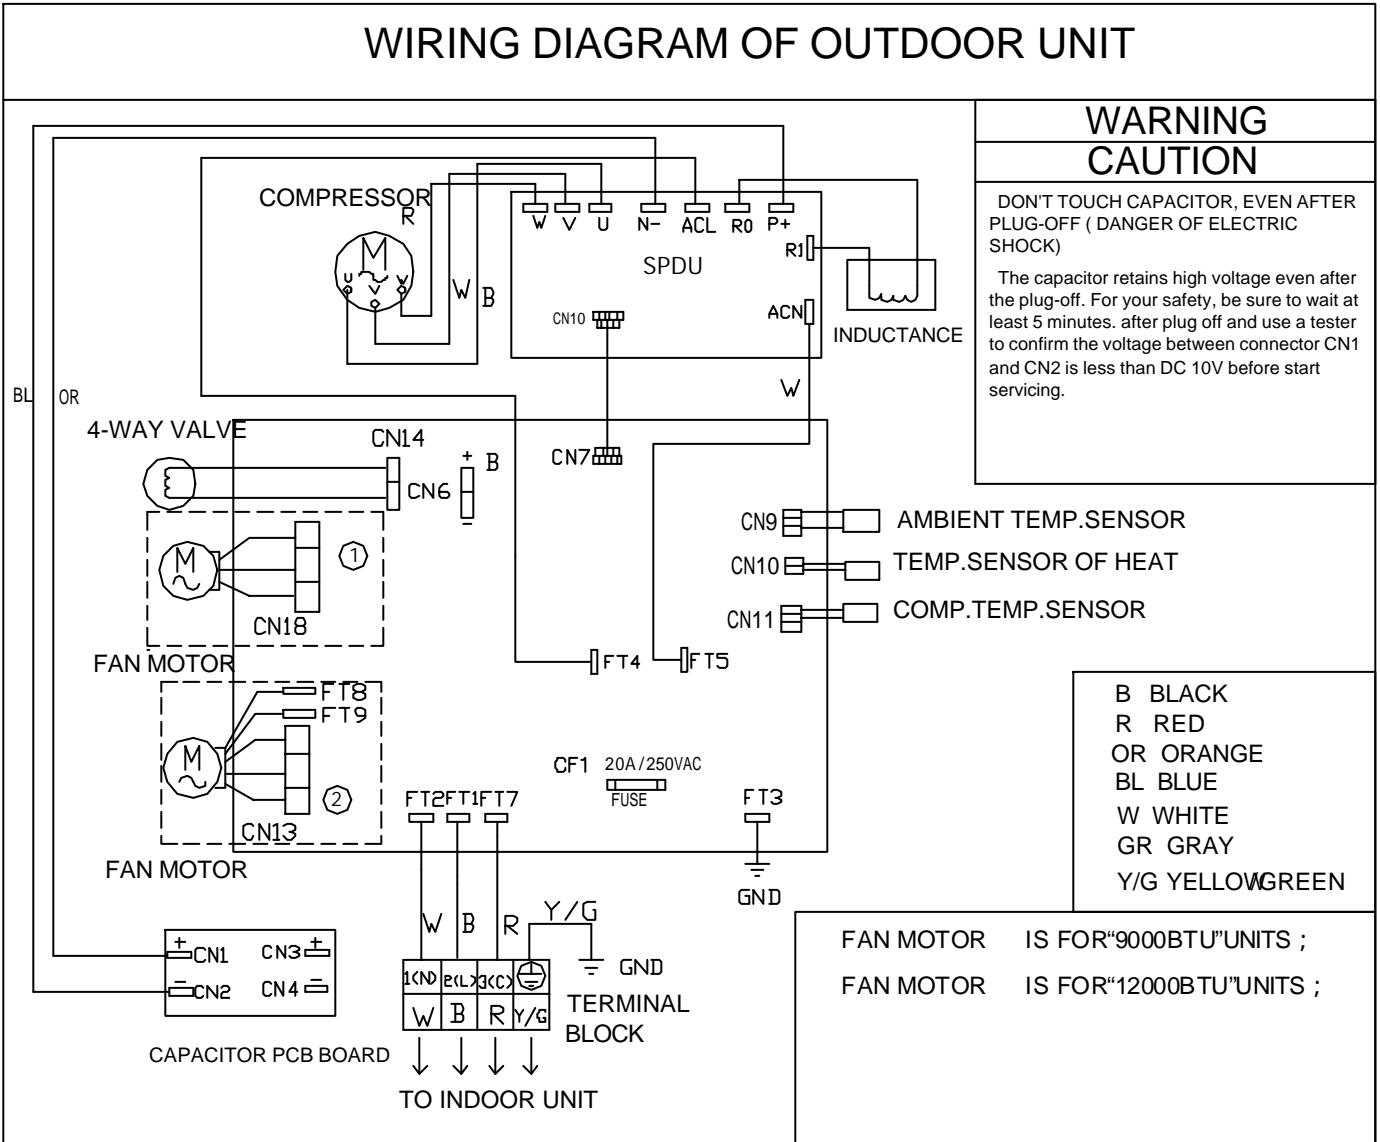 WIRING DIAGRAM OF OUTDOOR UNIT
WARNING
CAUTION
DON'T TOUCH CAPACITOR, EVEN AFTER
PLUG-OFF ( DANGER OF ELECTRIC
SHOCK)
The capacitor retains high voltage even after
the plug-off. For your safety, be sure to wait at
least 5 minutes. after plug off and use a tester
to confirm the voltage between connector CN1
and CN2 is less than DC 10V before start
servicing.
COMPRESSOR
R
M
U V W
W B
W V U N- ACL R0 P+
R1
SPDU
CN10
ACN
INDUCTANCE
W
BL OR
4-WAY VALVE
CN14
CN6
+ B
-
CN7
M
1
CN18
FAN MOTOR
CN9 AMBIENT TEMP.SENSOR
CN10 TEMP.SENSOR OF HEAT
CN11 COMP.TEMP.SENSOR
FT4 FT5
FT8
FT9
M
2
CN13
FAN MOTOR
CF1 20A/250VAC
FUSE
FT2 FT1 FT7
FT3
GND
B BLACK
R RED
OR ORANGE
BL BLUE
W WHITE
GR GRAY
Y/G YELLOW/GREEN
W B R Y/G
GND
1(N) 2(L) 3(C)
W B R Y/G
TERMINAL
BLOCK
TO INDOOR UNIT
+ CN1 CN3 +
- CN2 CN4 -
CAPACITOR PCB BOARD
FAN MOTOR IS FOR“9000BTU”UNITS ;
FAN MOTOR IS FOR“12000BTU”UNITS ;